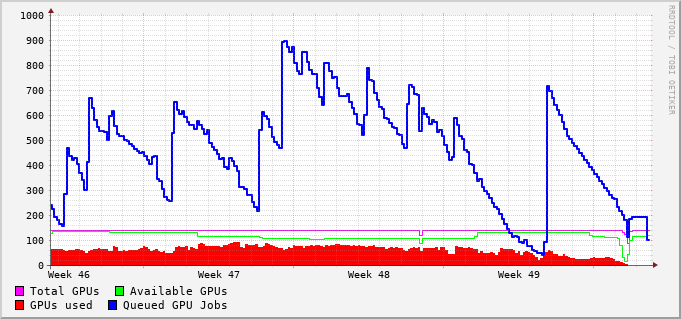 1000
900
800
700
600
500
400
300
200
100
0
Week 46 Week 47 Week 48 Week 49
Total GPUs Available GPUs
GPUs used Queued GPU Jobs
RRDTOOL / TOBI OETIKER